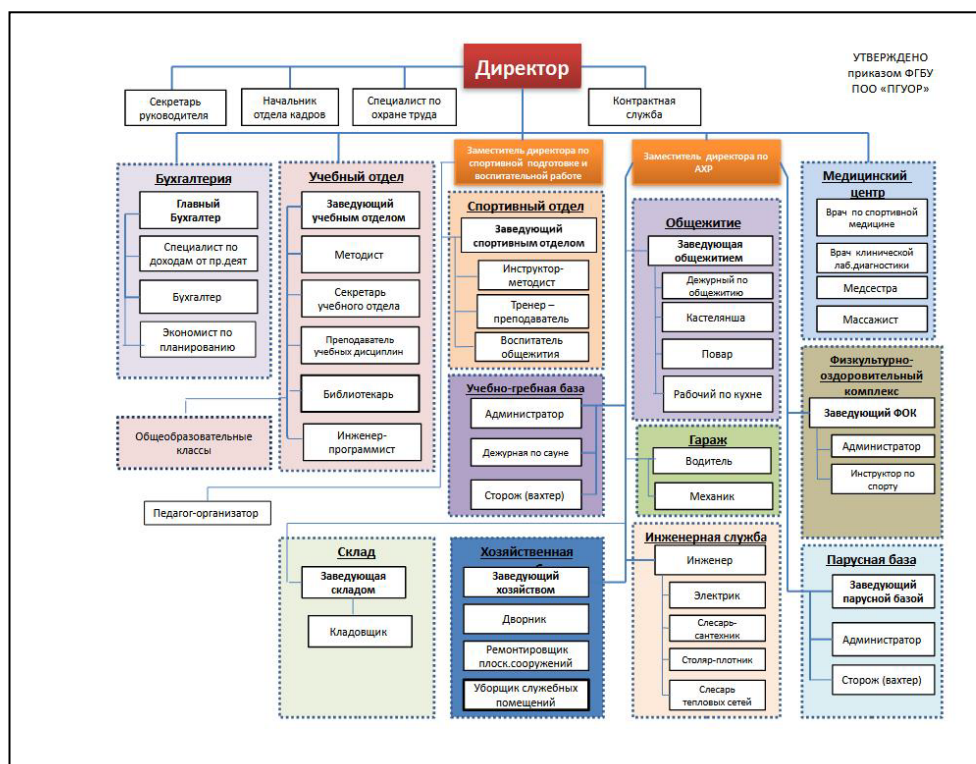 Директор
УТВЕРЖДЕНО
приказом ФГБУ
ПОО «ПГУОР»
Секретарь
руководителя
Начальник
отдела кадров
Специалист по
охране труда
Контрактная
служба
Заместитель директора по
спортивной подготовке и
воспитательной работе
Заместитель директора по
АХР
Бухгалтерия
Главный
Бухгалтер
Специалист по
доходам от пр.деят
Бухгалтер
Экономист по
планированию
Учебный отдел
Заведующий
учебным отделом
Методист
Секретарь
учебного отдела
Преподаватель
учебных дисциплин
Библиотекарь
Инженер-
программист
Общеобразовательные
классы
Педагог-организатор
Спортивный отдел
Заведующий
спортивным отделом
Инструктор-
методист
Тренер –
преподаватель
Воспитатель
общежития
Учебно-гребная база
Администратор
Дежурная по сауне
Сторож (вахтер)
Общежитие
Заведующая
общежитием
Дежурный по
общежитию
Кастелянша
Повар
Рабочий по кухне
Гараж
Водитель
Механик
Медицинский
центр
Врач по спортивной
медицине
Врач клинической
лаб.диагностики
Медсестра
Массажист
Физкультурно-
оздоровительный
комплекс
Заведующий ФОК
Администратор
Инструктор по
спорту
Склад
Заведующая
складом
Кладовщик
Хозяйственная
Заведующий
хозяйством
Дворник
Ремонтировщик
плоск.сооружений
Уборщик служебных
помещений
Инженерная служба
Инженер
Электрик
Слесарь-
сантехник
Столяр-плотник
Слесарь
тепловых сетей
Парусная база
Заведующий
парусной базой
Администратор
Сторож (вахтер)